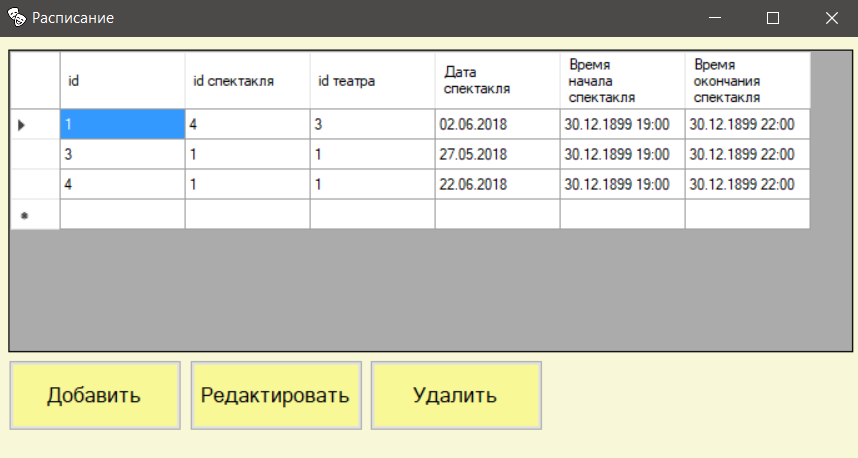 Расписание
id id спектакля id театра Дата спектакля Время начала спектакля Время окончания спектакля
1 4 3 02.06.2018 30.12.1899 19:00 30.12.1899 22:00
3 1 1 27.05.2018 30.12.1899 19:00 30.12.1899 22:00
4 1 1 22.06.2018 30.12.1899 19:00 30.12.1899 22:00
Добавить Редактировать Удалить